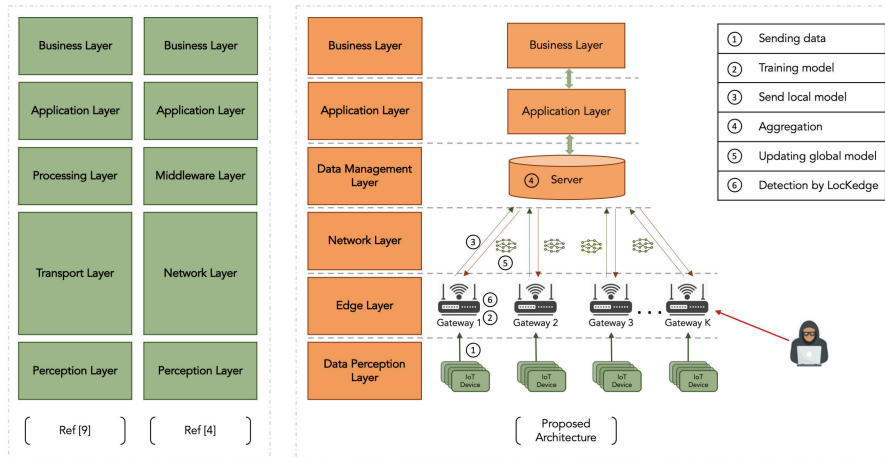 Business Layer
Application Layer
Processing Layer
Transport Layer
Perception Layer
Ref [9]
Business Layer
Application Layer
Middleware Layer
Network Layer
Perception Layer
Ref [4]
Business Layer
Application Layer
Data Management
Layer
Network Layer
Edge Layer
Data Perception
Layer
Business Layer
Application Layer
4 Server
3
5
6
2
Gateway 1
Gateway 2
Gateway 3
. . .
Gateway K
1
IoT
Device
IoT
Device
IoT
Device
IoT
Device
Proposed
Architecture
1 Sending data
2 Training model
3 Send local model
4 Aggregation
5 Updating global model
6 Detection by LocKedge